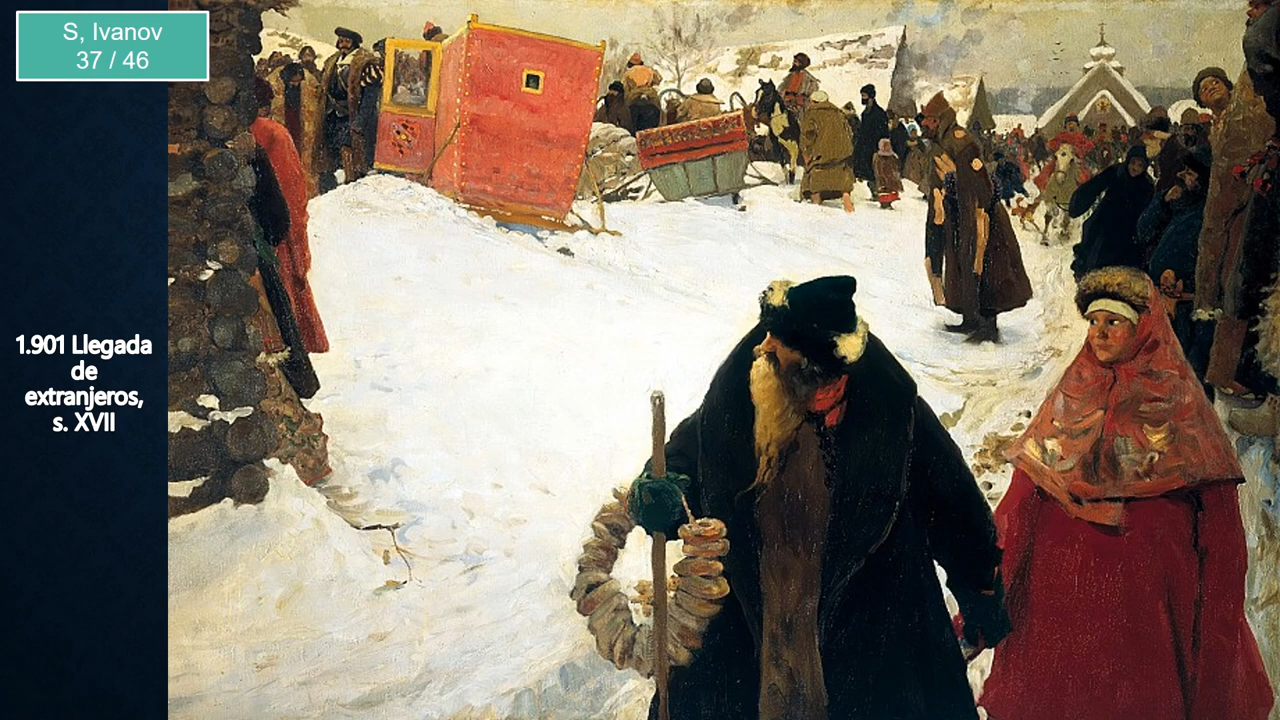 S, Ivanov
37 / 46
1.901 Llegada
de
extranjeros,
s. XVII